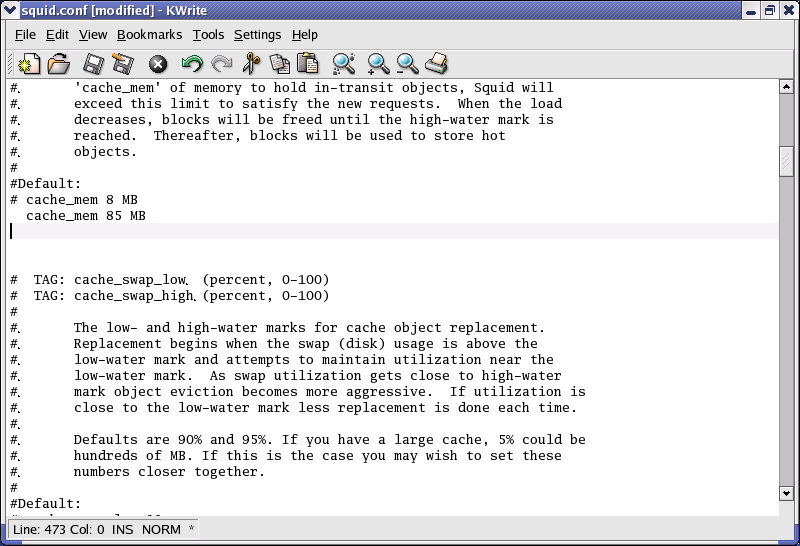 squid.conf [modified] - KWrite
File Edit View Bookmarks Tools Settings Help
#. 'cache_mem' of memory to hold in-transit objects, Squid will
#. exceed this limit to satisfy the new requests. When the load
#. decreases, blocks will be freed until the high-water mark is
#. reached. Thereafter, blocks will be used to store hot
#. objects.
#
#Default:
# cache_mem 8 MB
cache_mem 85 MB
# TAG: cache_swap_low. (percent, 0-100)
# TAG: cache_swap_high. (percent, 0-100)
#
#. The low- and high-water marks for cache object replacement.
#. Replacement begins when the swap (disk) usage is above the
#. low-water mark and attempts to maintain utilization near the
#. low-water mark. As swap utilization gets close to high-water
#. mark object eviction becomes more aggressive. If utilization is
#. close to the low-water mark less replacement is done each time.
#.
#. Defaults are 90% and 95%. If you have a large cache, 5% could be
#. hundreds of MB. If this is the case you may wish to set these
#. numbers closer together.
#
#Default:
Line: 473 Col: 0 INS NORM *